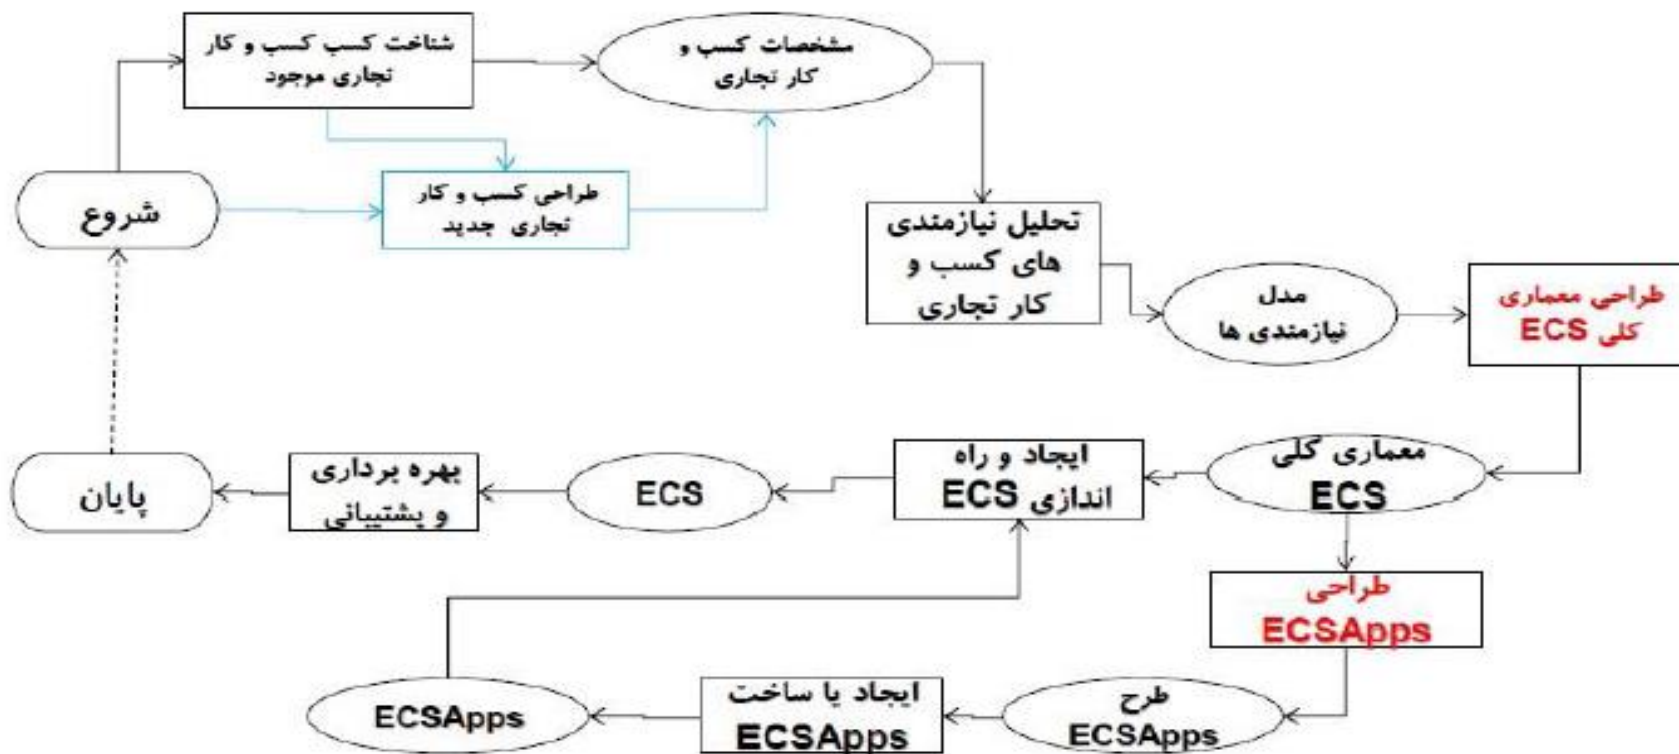 شناخت کسب کسب و کار
تجاری موجود
مشخصات کسب و
کار تجاری
شروع
طراحی کسب و کار
تجاری جدید
تحلیل نیازمندی
های کسب و
کار تجاری
مدل
نیازمندی ها
طراحی معماری
کلی ECS
معماری کلی
ECS
ایجاد و راه
اندازی ECS
ECS
بهره برداری
و پشتیبانی
پایان
طراحی
ECSApps
طرح
ECSApps
ایجاد یا ساخت
ECSApps
ECSApps